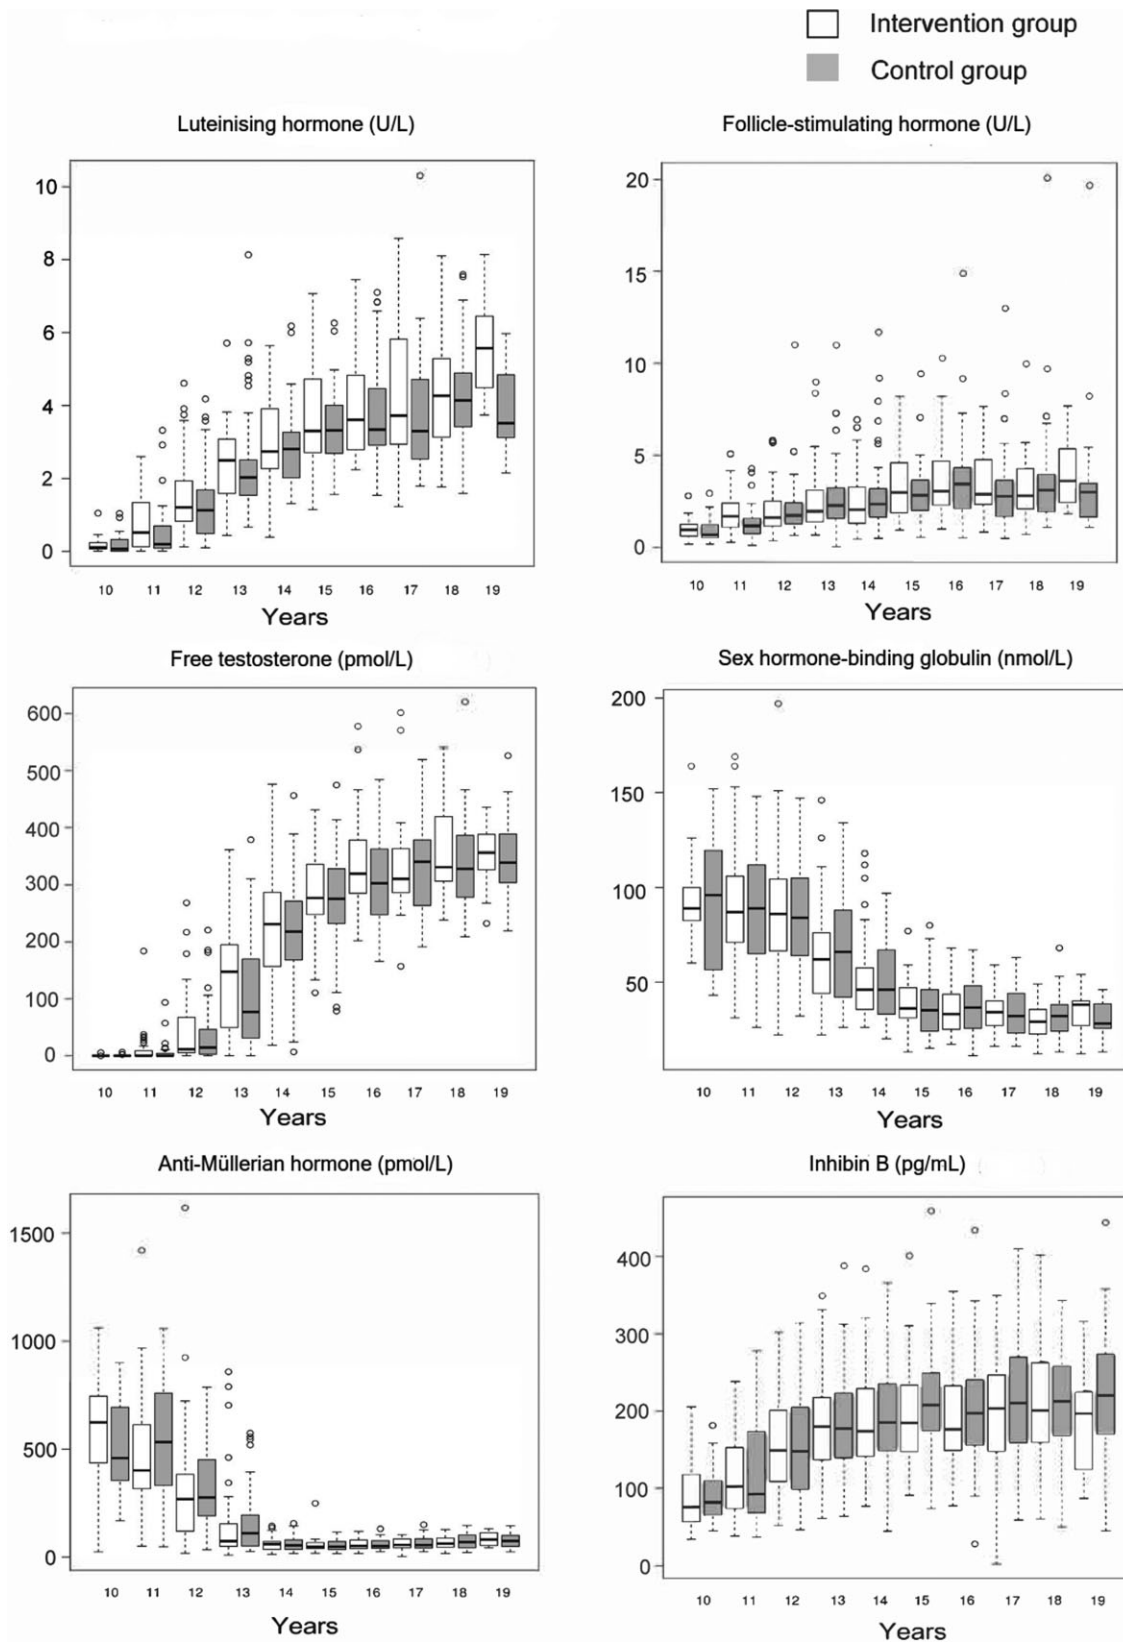 Intervention group
Control group
Luteinising hormone (U/L)
10
8
6
4
2
0
10 11 12 13 14 15 16 17 18 19
Years
Follicle-stimulating hormone (U/L)
20
15
10
5
0
10 11 12 13 14 15 16 17 18 19
Years
Free testosterone (pmol/L)
600
500
400
300
200
100
0
10 11 12 13 14 15 16 17 18 19
Years
Sex hormone-binding globulin (nmol/L)
200
150
100
50
10 11 12 13 14 15 16 17 18 19
Years
Anti-Müllerian hormone (pmol/L)
1500
1000
500
0
10 11 12 13 14 15 16 17 18 19
Years
Inhibin B (pg/mL)
400
300
200
100
0
10 11 12 13 14 15 16 17 18 19
Years